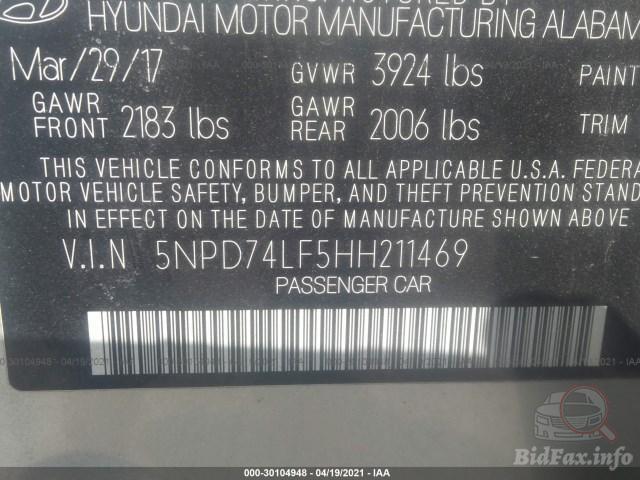 HYUNDAI MOTOR MANUFACTURING ALABAM
Mar/29/17 GVWR 3924 lbs PAINT
GAWR FRONT 2183 lbs GAWR REAR 2006 lbs TRIM
THIS VEHICLE CONFORMS TO ALL APPLICABLE U.S.A. FEDERA
MOTOR VEHICLE SAFETY, BUMPER, AND THEFT PREVENTION STAND
IN EFFECT ON THE DATE OF MANUFACTURE SHOWN ABOVE
V.I.N 5NPD74LF5HH211469
PASSENGER CAR
000-30104948 - 04/19/2021 - IAA
BidFax.info